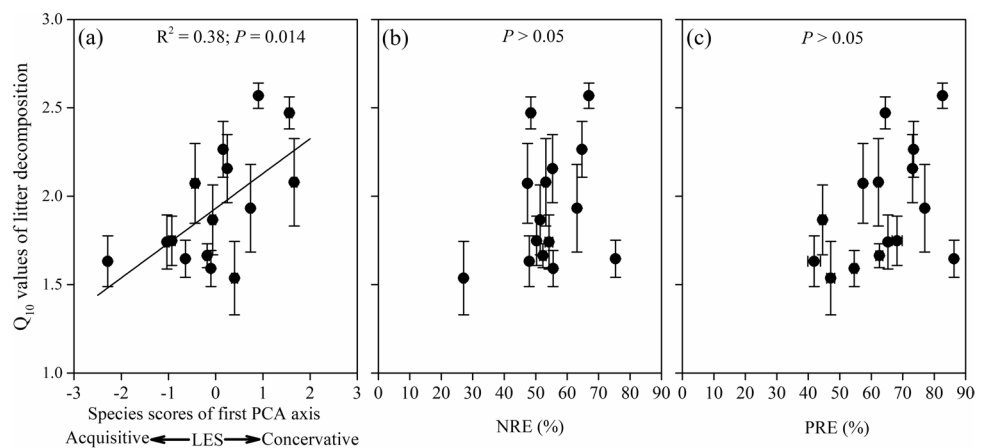 (a) R² = 0.38; P = 0.014
(b) P > 0.05
(c) P > 0.05
Q₁₀ values of litter decomposition
3.0
2.5
2.0
1.5
1.0
-3 -2 -1 0 1 2 3
0 10 20 30 40 50 60 70 80 90
0 10 20 30 40 50 60 70 80 90
Species scores of first PCA axis
Acquisitive LES Concervative
NRE (%)
PRE (%)